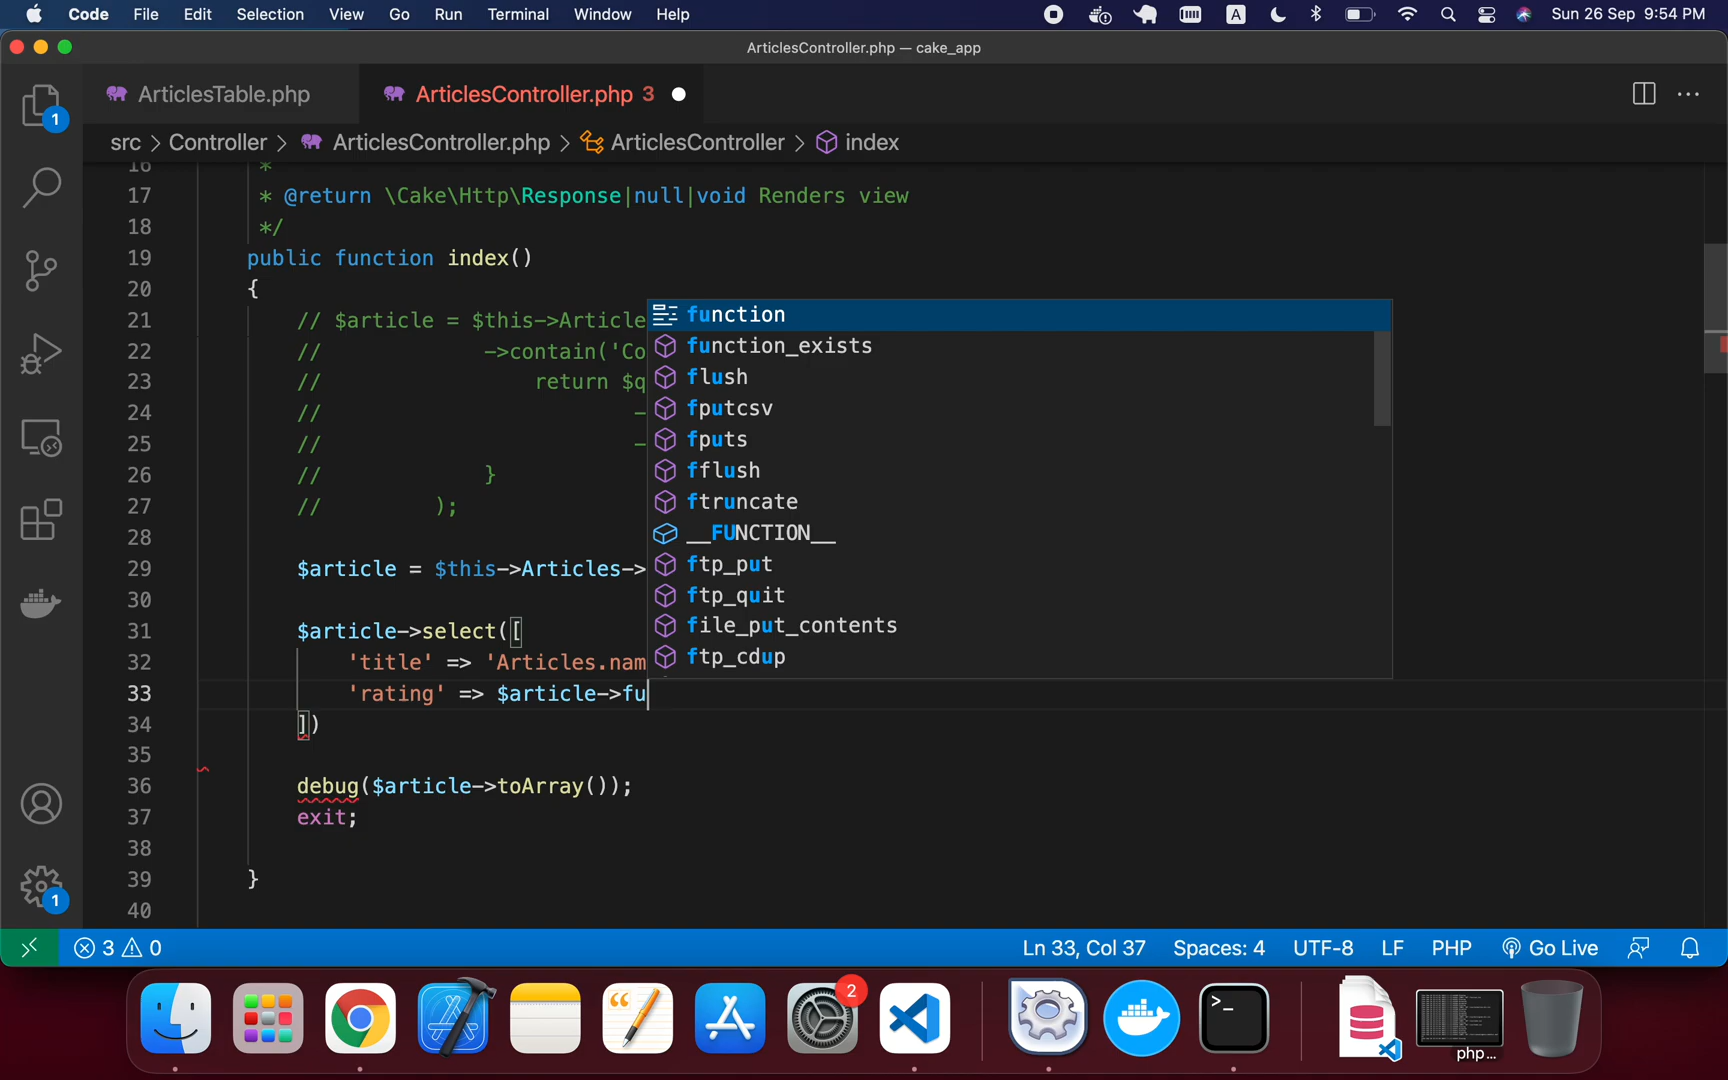 Code File Edit Selection View Go Run Terminal Window Help A Sun 26 Sep 9:54 PM
ArticlesController.php — cake_app
ArticlesTable.php ArticlesController.php 3
src > Controller > ArticlesController.php > ArticlesController > index
16 *
17 * @return \Cake\Http\Response|null|void Renders view
18 */
19 public function index()
20 {
21 // $article = $this->Article
22 // ->contain('Co
23 // return $q
24 // -
25 // -
26 // }
27 // );
28
29 $article = $this->Articles->
30
31 $article->select([
32 'title' => 'Articles.nam
33 'rating' => $article->fu
34 ])
35
36 debug($article->toArray());
37 exit;
38
39 }
40
function
function_exists
flush
fputcsv
fputs
fflush
ftruncate
__FUNCTION__
ftp_put
ftp_quit
file_put_contents
ftp_cdup
1
1
3 0 Ln 33, Col 37 Spaces: 4 UTF-8 LF PHP Go Live
2
php...